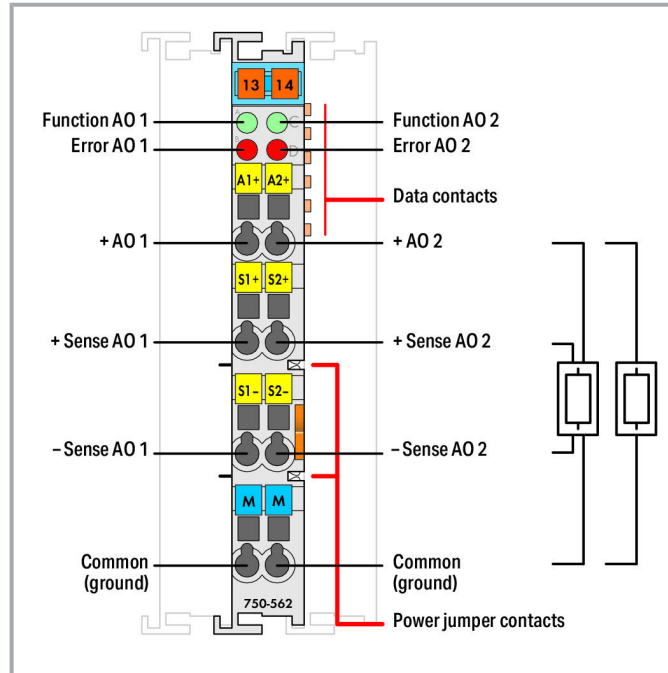 13 14
Function AO 1
Function AO 2
A C
Error AO 1
Error AO 2
B D
A1+ A2+
Data contacts
+ AO 1
+ AO 2
S1+ S2+
+ Sense AO 1
+ Sense AO 2
S1– S2–
– Sense AO 1
– Sense AO 2
M M
Common
(ground)
Common
(ground)
750-562
Power jumper contacts